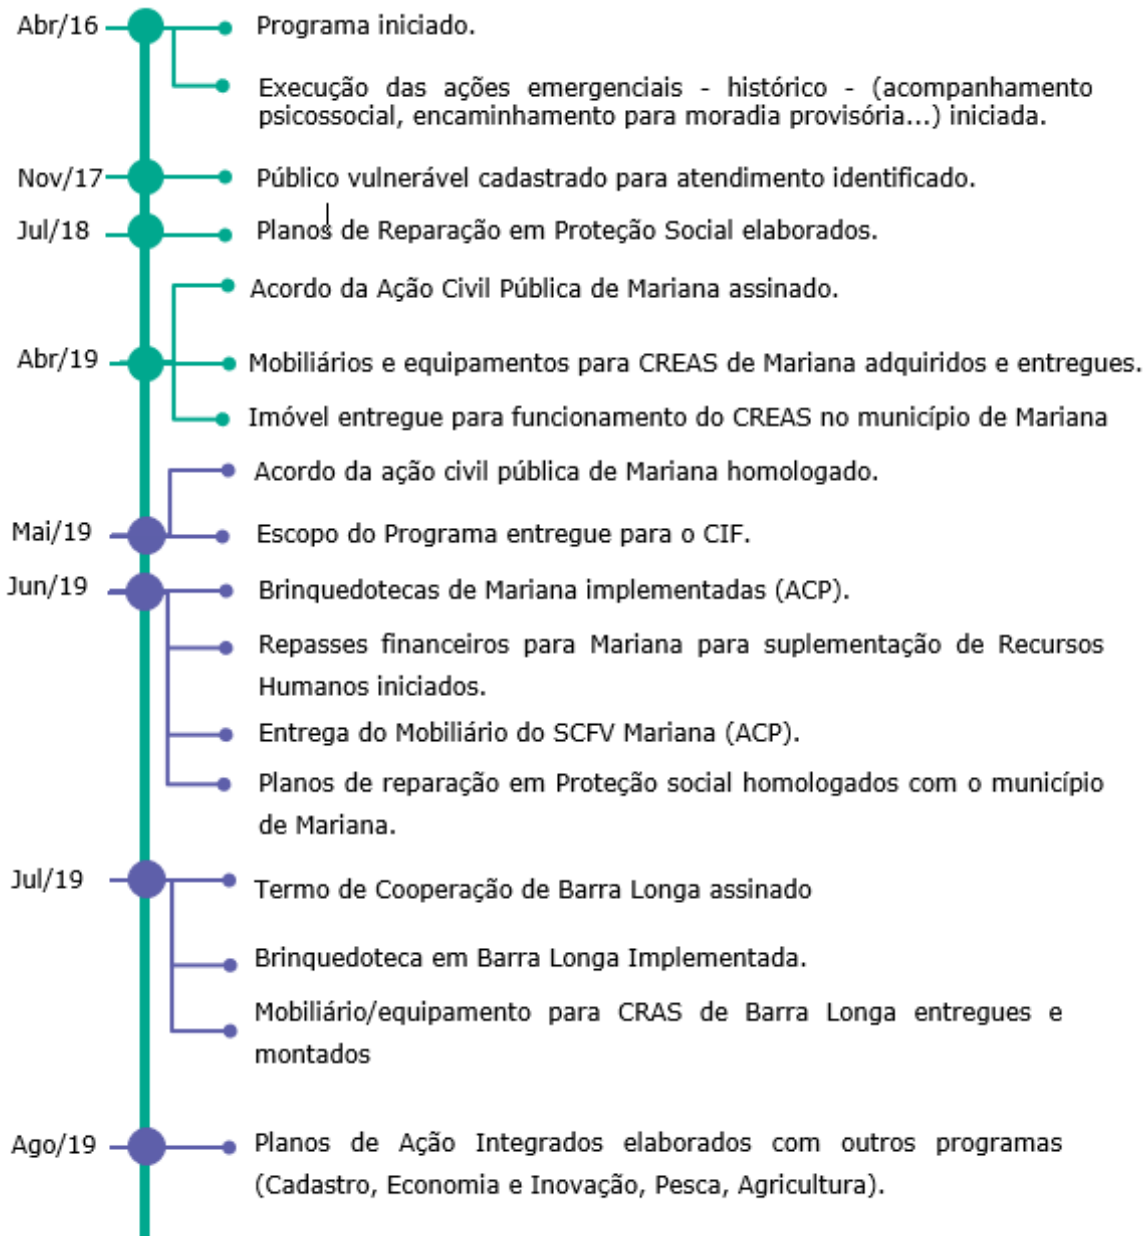 Abr/16
Programa iniciado.
Execução das ações emergenciais - histórico - (acompanhamento
psicossocial, encaminhamento para moradia provisória...) iniciada.
Nov/17
Público vulnerável cadastrado para atendimento identificado.
Jul/18
Planos de Reparação em Proteção Social elaborados.
Abr/19
Acordo da Ação Civil Pública de Mariana assinado.
Mobiliários e equipamentos para CREAS de Mariana adquiridos e entregues.
Imóvel entregue para funcionamento do CREAS no município de Mariana
Mai/19
Acordo da ação civil pública de Mariana homologado.
Escopo do Programa entregue para o CIF.
Jun/19
Brinquedotecas de Mariana implementadas (ACP).
Repasses financeiros para Mariana para suplementação de Recursos
Humanos iniciados.
Entrega do Mobiliário do SCFV Mariana (ACP).
Planos de reparação em Proteção social homologados com o município
de Mariana.
Jul/19
Termo de Cooperação de Barra Longa assinado
Brinquedoteca em Barra Longa Implementada.
Mobiliário/equipamento para CRAS de Barra Longa entregues e
montados
Ago/19
Planos de Ação Integrados elaborados com outros programas
(Cadastro, Economia e Inovação, Pesca, Agricultura).